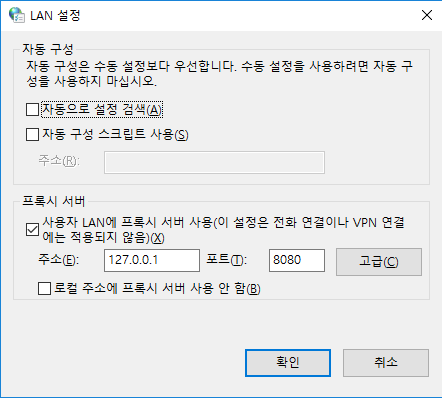 LAN 설정
자동 구성
자동 구성은 수동 설정보다 우선합니다. 수동 설정을 사용하려면 자동 구
성을 사용하지 마십시오.
자동으로 설정 검색(A)
자동 구성 스크립트 사용(S)
주소(R):
프록시 서버
사용자 LAN에 프록시 서버 사용(이 설정은 전화 연결이나 VPN 연결
에는 적용되지 않음)(X)
주소(E): 127.0.0.1 포트(T): 8080 고급(C)
로컬 주소에 프록시 서버 사용 안 함(B)
확인 취소